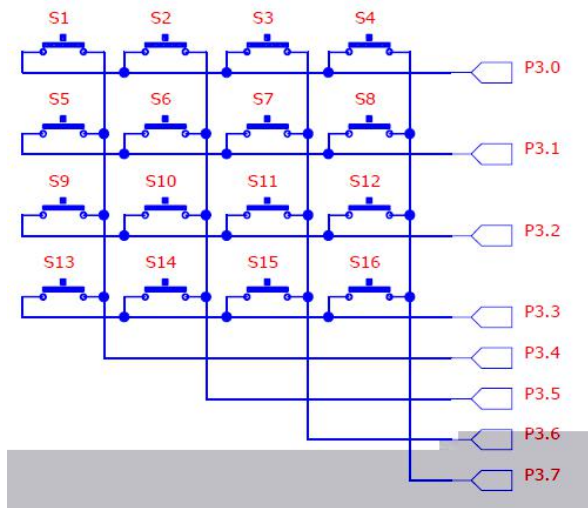 S1 S2 S3 S4
P3.0
S5 S6 S7 S8
P3.1
S9 S10 S11 S12
P3.2
S13 S14 S15 S16
P3.3
P3.4
P3.5
P3.6
P3.7